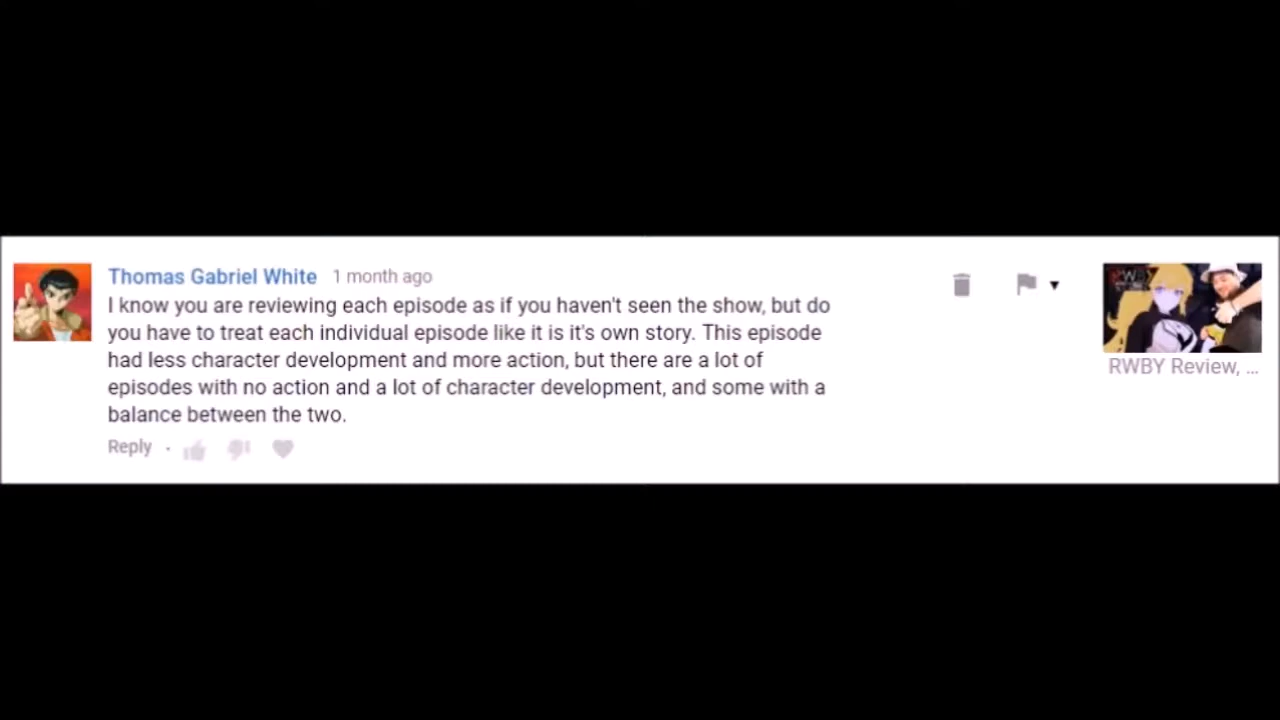 Thomas Gabriel White 1 month ago
I know you are reviewing each episode as if you haven't seen the show, but do
you have to treat each individual episode like it is it's own story. This episode
had less character development and more action, but there are a lot of
episodes with no action and a lot of character development, and some with a
balance between the two.
Reply
RWBY
RWBY Review, ...